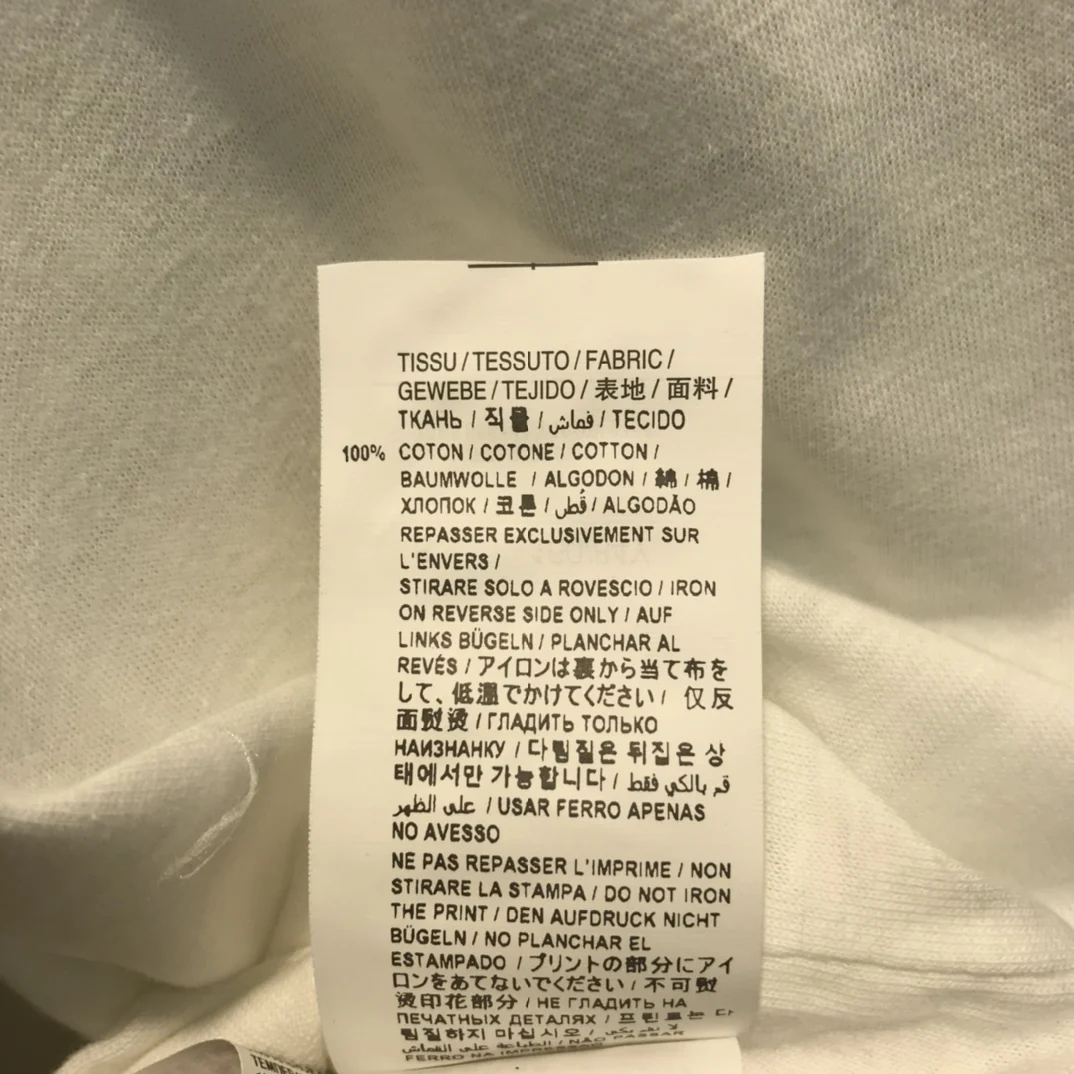 TISSU / TESSUTO / FABRIC /
GEWEBE / TEJIDO / 表地 / 面料 /
ТКАНЬ / 직물 / قماش / TECIDO
100% COTON / COTONE / COTTON /
BAUMWOLLE / ALGODON / 綿 / 棉 /
ХЛОПОК / 코튼 / قُطن / ALGODÃO
REPASSER EXCLUSIVEMENT SUR
L'ENVERS /
STIRARE SOLO A ROVESCIO / IRON
ON REVERSE SIDE ONLY / AUF
LINKS BÜGELN / PLANCHAR AL
REVÉS / アイロンは裏から当て布を
して、低温でかけてください / 仅反
面熨烫 / ГЛАДИТЬ ТОЛЬКО
НАИЗНАНКУ / 다림질은 뒤집은 상
태에서만 가능합니다 / قم بالكي فقط
على الظهر / USAR FERRO APENAS
NO AVESSO
NE PAS REPASSER L'IMPRIME / NON
STIRARE LA STAMPA / DO NOT IRON
THE PRINT / DEN AUFDRUCK NICHT
BÜGELN / NO PLANCHAR EL
ESTAMPADO / プリントの部分にアイ
ロンをあてないでください / 不可熨
烫印花部分 / НЕ ГЛАДИТЬ НА
ПЕЧАТНЫХ ДЕТАЛЯХ / 프린트는 다
림질하지 마십시오 / / NÃO PASSAR
FERRO NA IMPRESSÃO